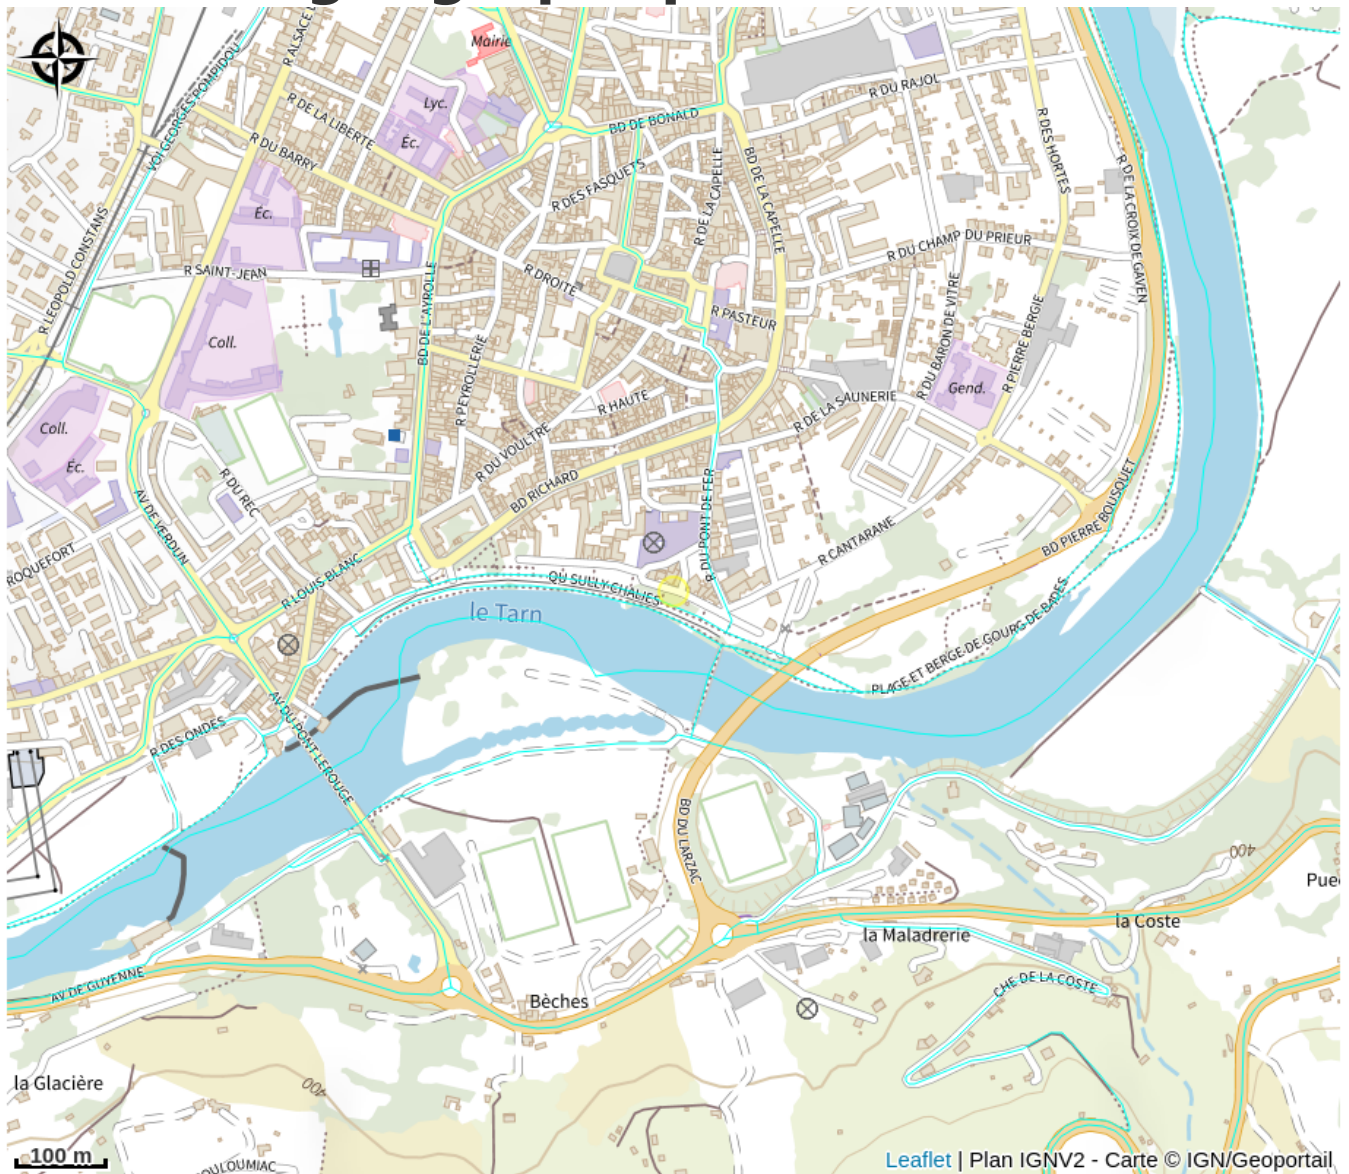 Mairie
R ALSACE
VOI GEORGES POMPIDOU
Lyc.
R DU RAJOL
R DE LA LIBERTE
BD DE BONALD
R DES HORTES
R DU BARRY
Éc.
R DES FASQUETS
R DE LA CAPELLE
BD DE LA CAPELLE
R DE LA CROIX DE GAVEN
Éc.
R LEOPOLD CONSTANS
R DU CHAMP DU PRIEUR
R SAINT-JEAN
R DROITE
BD DE L'AYROLLE
R PASTEUR
R DU BARON DE VITRE
R PIERRE BERGIE
Coll.
R PEYROLLERIE
Gend.
R HAUTE
R DE LA SAUNERIE
Coll.
R DU VOULTRE
Éc.
R DU REC
BD RICHARD
R DU PONT DE FER
BD PIERRE BOUSQUET
AV DE VERDUN
R CANTARANE
ROQUEFORT
R LOUIS BLANC
QU SULLY-CHALIES
le Tarn
PLAGE ET BERGE DE GOURG DE BADES
R DES ONDES
AV DU PONT LEROUGE
BD DU LARZAC
400
Pue
la Coste
la Maladrerie
AV DE GUYENNE
Bèches
CHE DE LA COSTE
la Glacière
400
100 m
OULOUMIAC
Leaflet | Plan IGNV2 - Carte © IGN/Geoportail